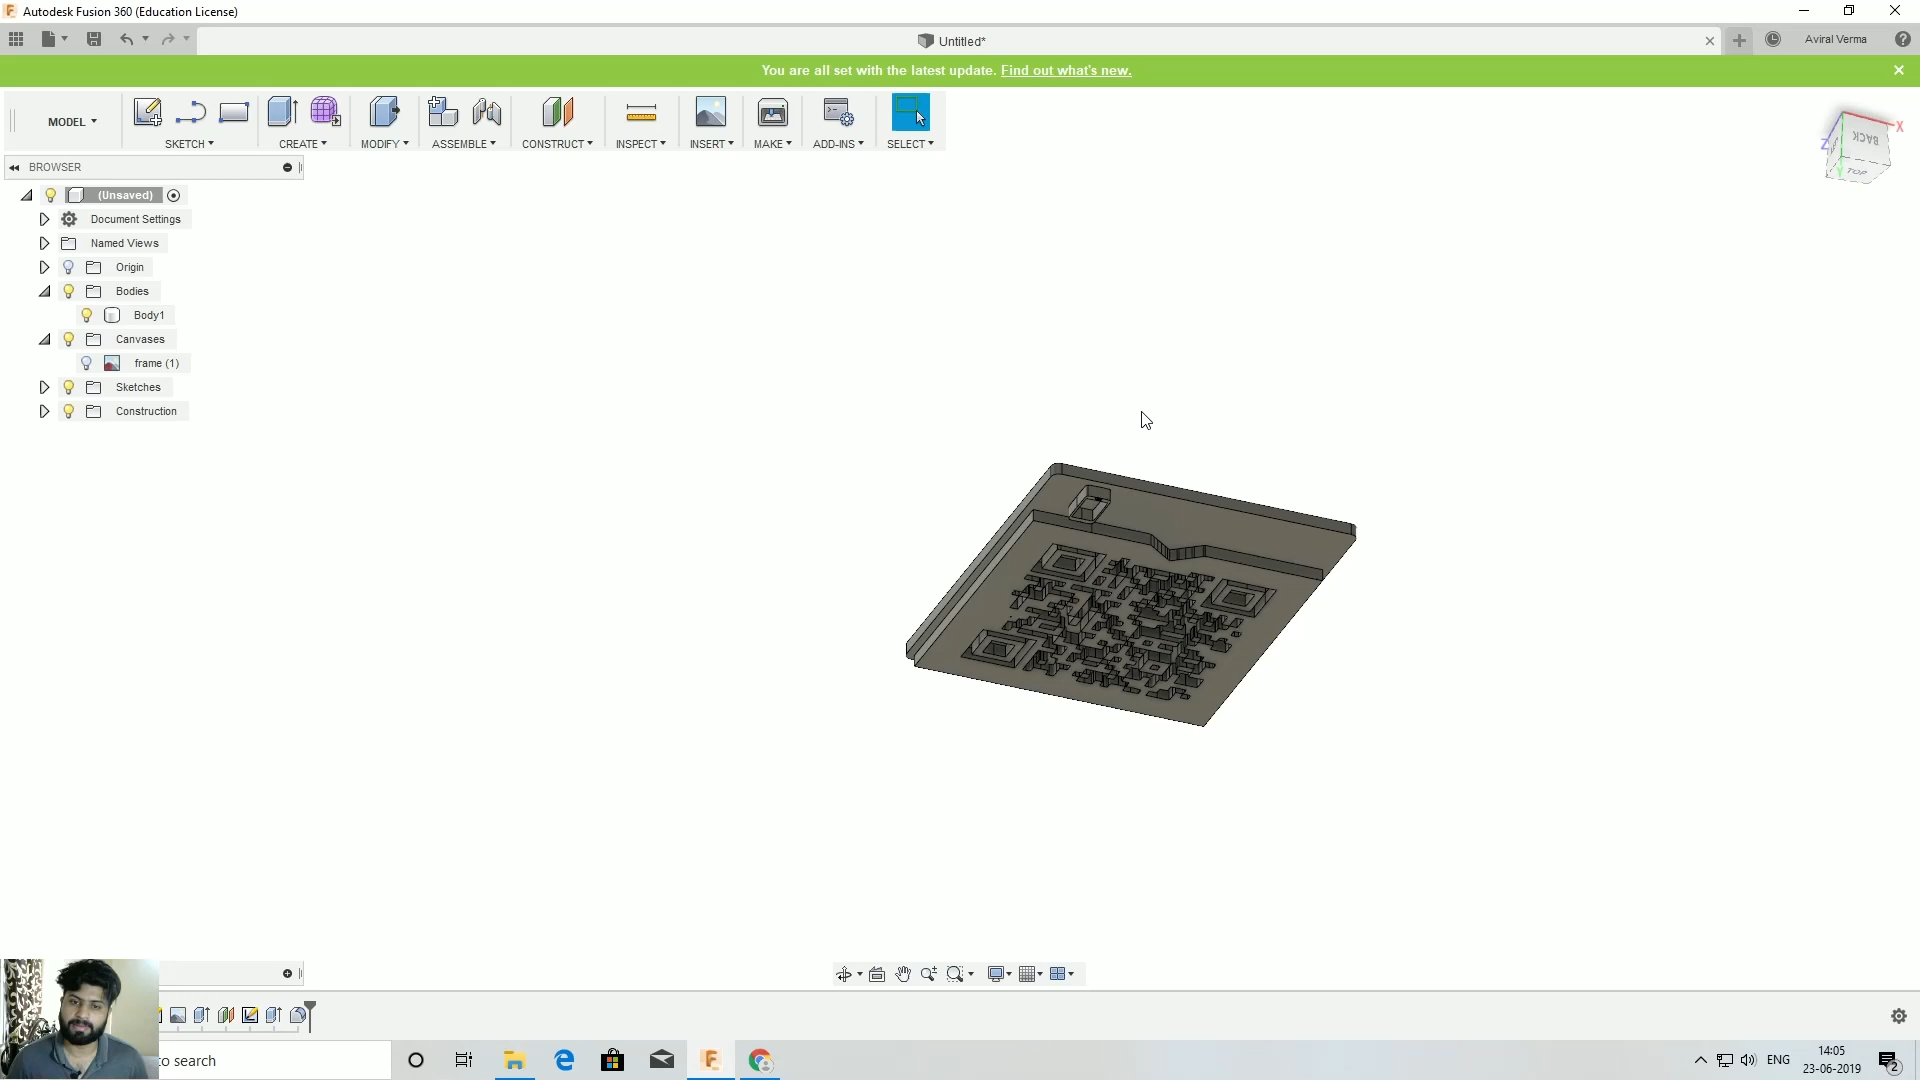 Autodesk Fusion 360 (Education License)
Untitled*
Aviral Verma
You are all set with the latest update. Find out what's new.
MODEL
SKETCH
CREATE
MODIFY
ASSEMBLE
CONSTRUCT
INSPECT
INSERT
MAKE
ADD-INS
SELECT
BROWSER
(Unsaved)
Document Settings
Named Views
Origin
Bodies
Body1
Canvases
frame (1)
Sketches
Construction
X
Z
Y
BACK
TOP
to search
ENG
14:05
23-06-2019
2